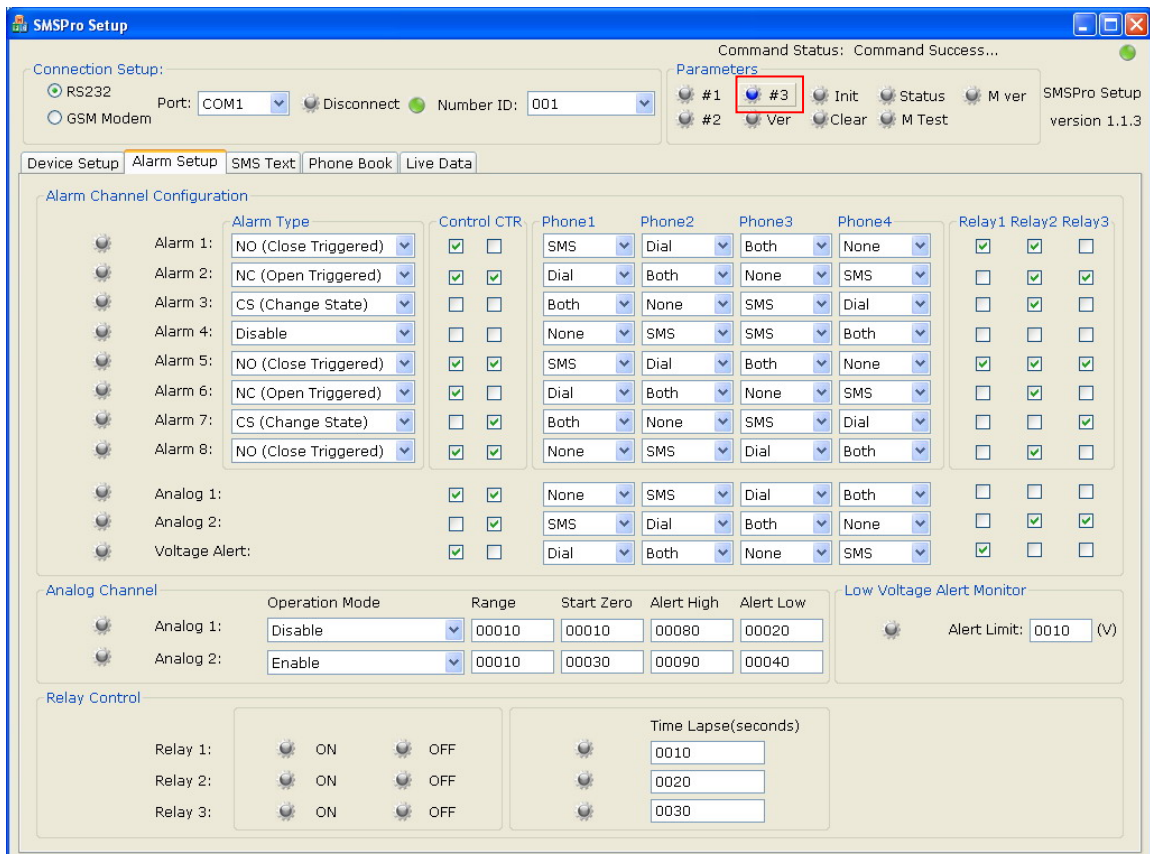 SMSPro Setup
Command Status: Command Success...
Connection Setup:
Parameters
RS232
GSM Modem
Port: COM1 Disconnect Number ID: 001
#1 #3 Init Status M ver
#2 Ver Clear M Test
SMSPro Setup
version 1.1.3
Device Setup Alarm Setup SMS Text Phone Book Live Data
Alarm Channel Configuration
Alarm Type Control CTR Phone1 Phone2 Phone3 Phone4 Relay1 Relay2 Relay3
Alarm 1: NO (Close Triggered) SMS Dial Both None
Alarm 2: NC (Open Triggered) Dial Both None SMS
Alarm 3: CS (Change State) Both None SMS Dial
Alarm 4: Disable None SMS SMS Both
Alarm 5: NO (Close Triggered) SMS Dial Both None
Alarm 6: NC (Open Triggered) Dial Both None SMS
Alarm 7: CS (Change State) Both None SMS Dial
Alarm 8: NO (Close Triggered) None SMS Dial Both
Analog 1: None SMS Dial Both
Analog 2: SMS Dial Both None
Voltage Alert: Dial Both None SMS
Analog Channel
Operation Mode Range Start Zero Alert High Alert Low
Analog 1: Disable 00010 00010 00080 00020
Analog 2: Enable 00010 00030 00090 00040
Low Voltage Alert Monitor
Alert Limit: 0010 (V)
Relay Control
Time Lapse(seconds)
Relay 1: ON OFF 0010
Relay 2: ON OFF 0020
Relay 3: ON OFF 0030